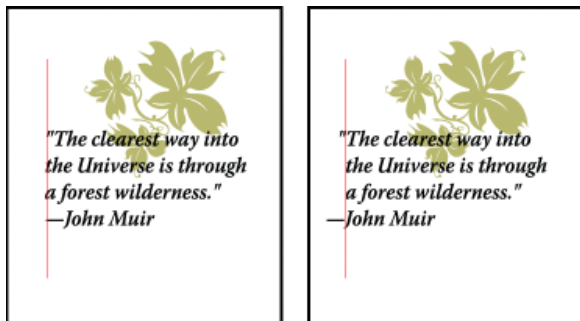 "The clearest way into
the Universe is through
a forest wilderness."
—John Muir
"The clearest way into
the Universe is through
a forest wilderness."
—John Muir